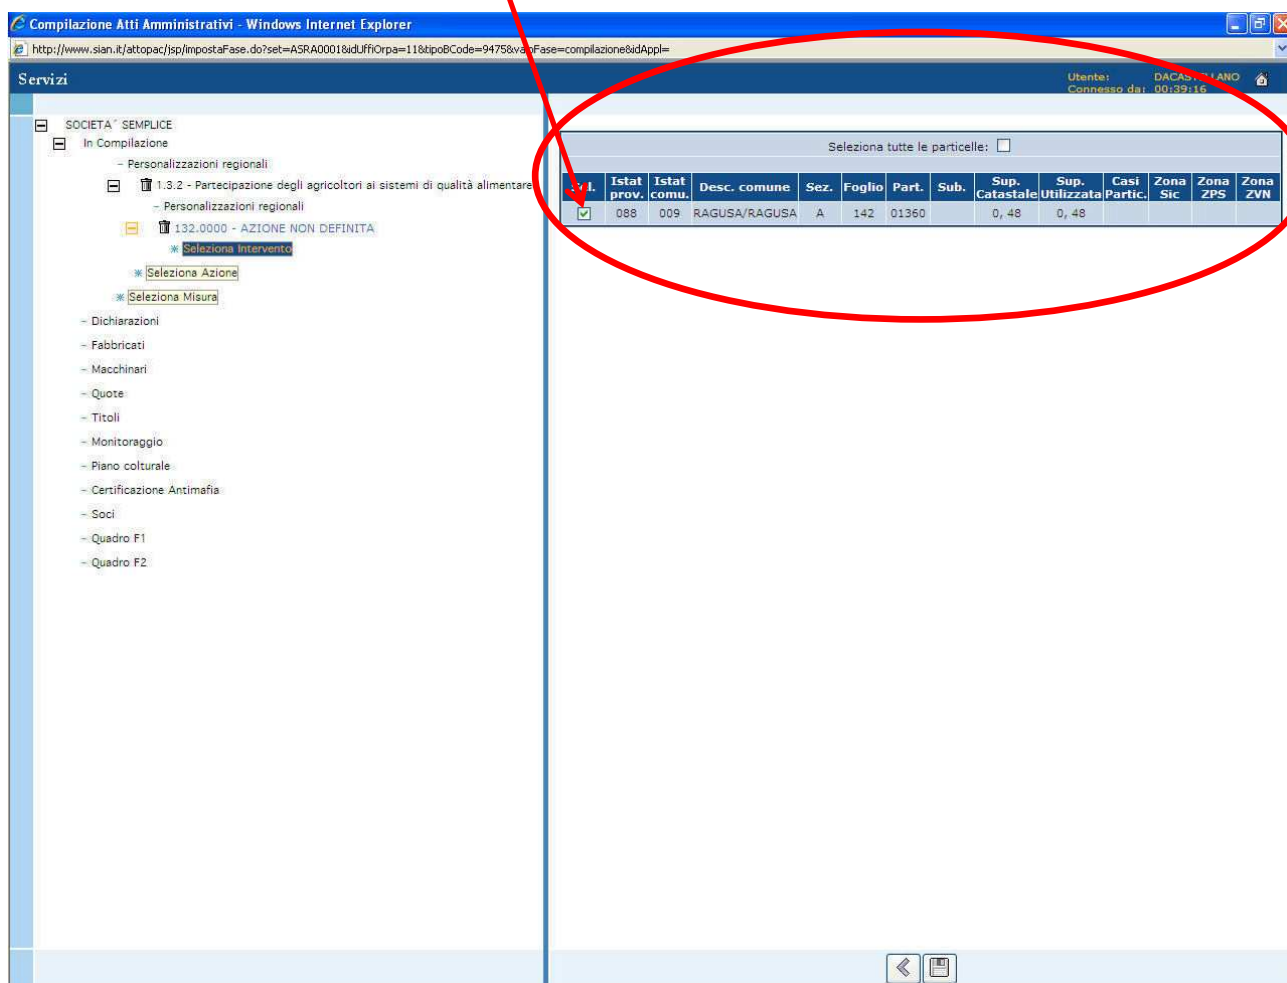 Compilazione Atti Amministrativi - Windows Internet Explorer
http://www.sian.it/attopac/jsp/impostaFase.do?set=ASRA0001&idUffiOrpa=11&tipoBCode=9475&valoFase=compilazione&idAppl=
Servizi
Utente: DACASTELLANO
Connesso da: 00:39:16
SOCIETA´ SEMPLICE
In Compilazione
- Personalizzazioni regionali
1.3.2 - Partecipazione degli agricoltori ai sistemi di qualità alimentare
- Personalizzazioni regionali
132.0000 - AZIONE NON DEFINITA
* Seleziona Intervento
* Seleziona Azione
* Seleziona Misura
- Dichiarazioni
- Fabbricati
- Macchinari
- Quote
- Titoli
- Monitoraggio
- Piano colturale
- Certificazione Antimafia
- Soci
- Quadro F1
- Quadro F2
Seleziona tutte le particelle:
Sel. Istat prov. Istat comu. Desc. comune Sez. Foglio Part. Sub. Sup. Catastale Sup. Utilizzata Casi Partic. Zona Sic Zona ZPS Zona ZVN
088 009 RAGUSA/RAGUSA A 142 01360 0, 48 0, 48